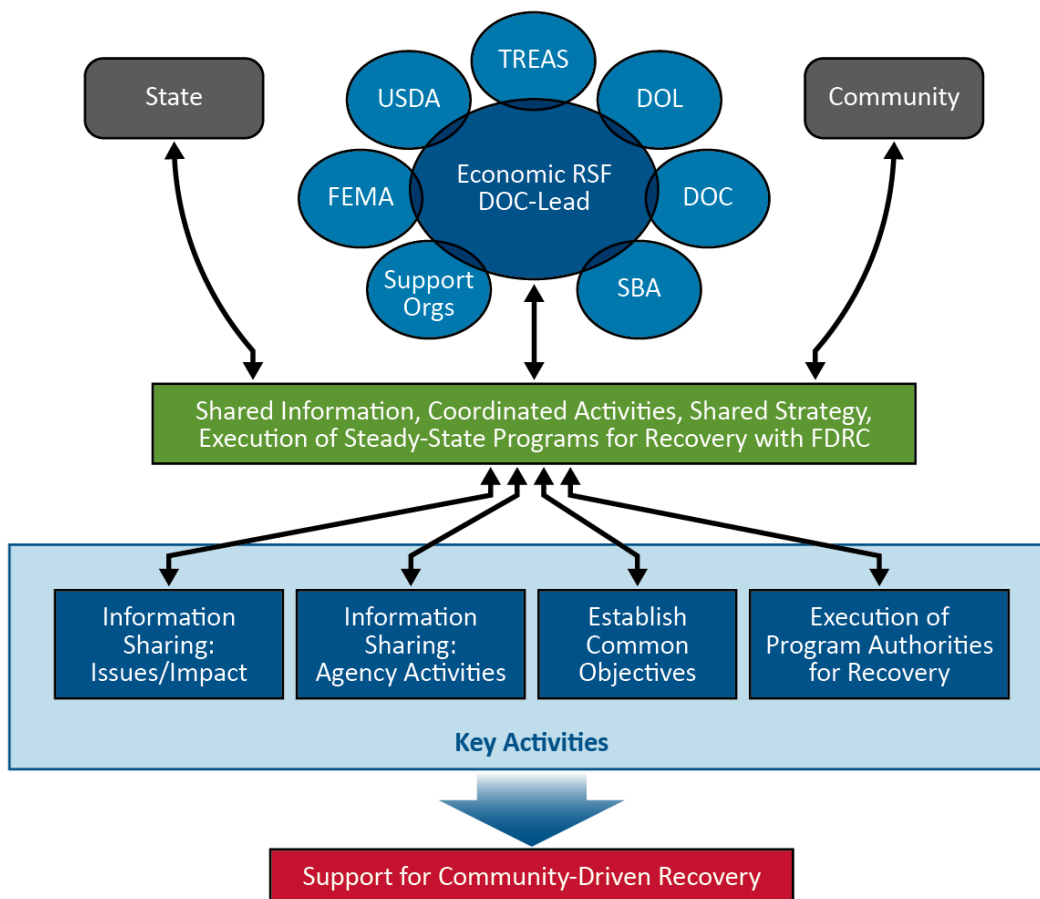 TREAS
State
USDA
DOL
Community
Economic RSF
DOC-Lead
FEMA
DOC
Support
Orgs
SBA
Shared Information, Coordinated Activities, Shared Strategy,
Execution of Steady-State Programs for Recovery with FDRC
Information
Sharing:
Issues/Impact
Information
Sharing:
Agency Activities
Establish
Common
Objectives
Execution of
Program Authorities
for Recovery
Key Activities
Support for Community-Driven Recovery